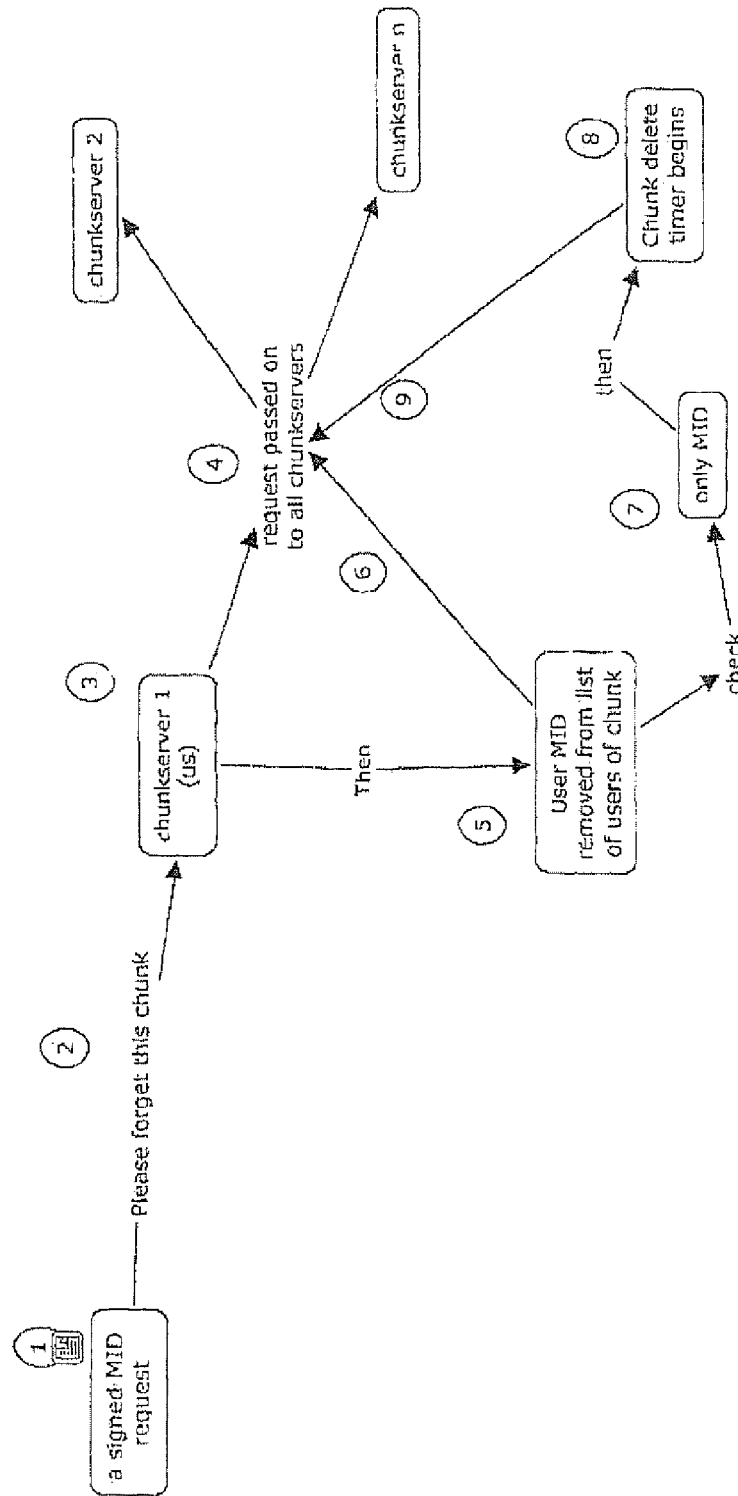 1
a signed MID
request
2
Please forget this chunk
3
chunkserver 1
(us)
4
request passed on
to all chunkservers
chunkserver 2
chunkserver n
Then
5
User MID
removed from list
of users of chunk
6
check
7
only MID
then
8
Chunk delete
timer begins
9